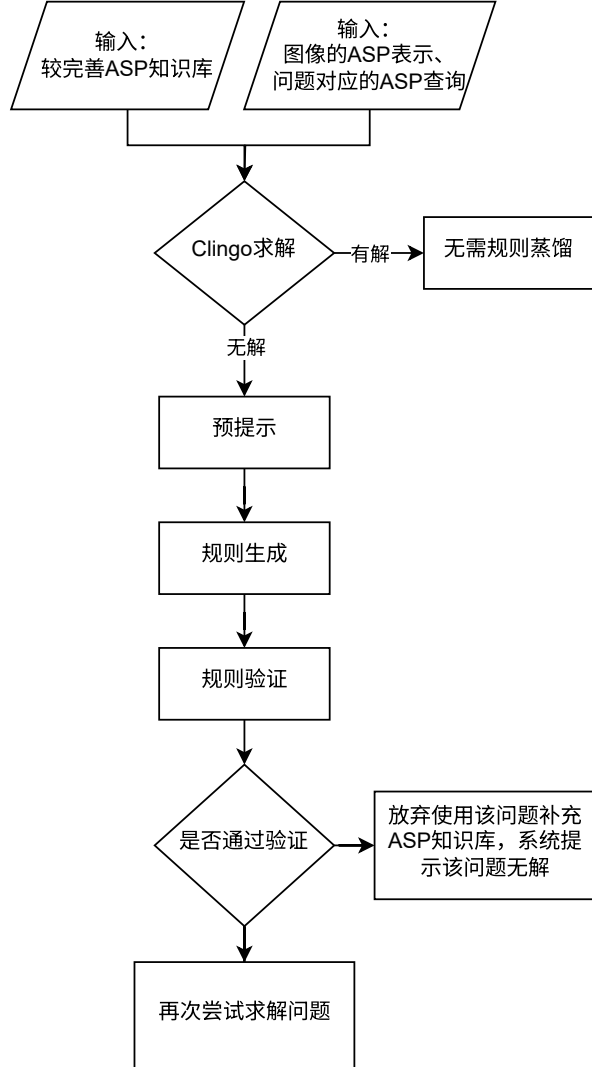 输入：
较完善ASP知识库
输入：
图像的ASP表示、
问题对应的ASP查询
Clingo求解
有解
无需规则蒸馏
无解
预提示
规则生成
规则验证
是否通过验证
放弃使用该问题补充
ASP知识库，系统提
示该问题无解
再次尝试求解问题